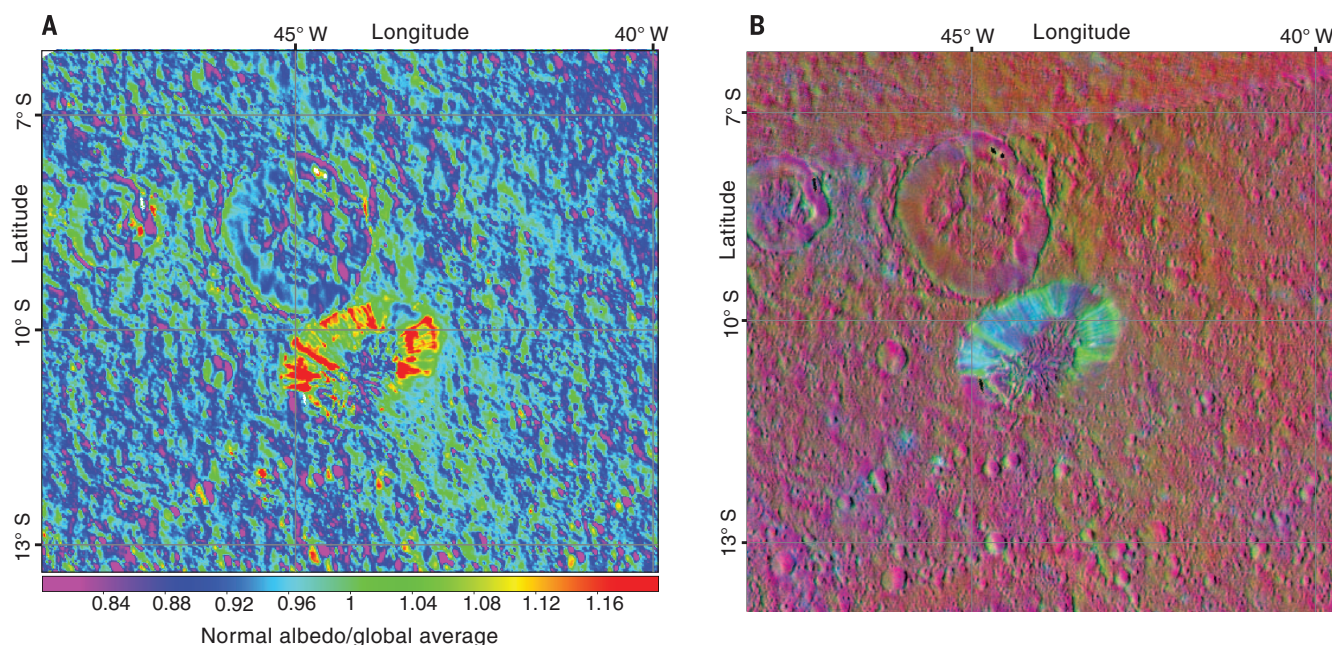 A
45° W
Longitude
40° W
7° S
Latitude
10° S
13° S
0.84 0.88 0.92 0.96 1 1.04 1.08 1.12 1.16
Normal albedo/global average
B
45° W
Longitude
40° W
7° S
Latitude
10° S
13° S